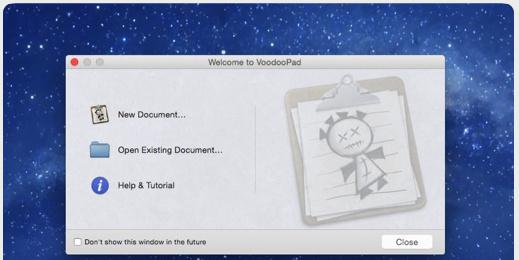 Welcome to VoodooPad
New Document...
Open Existing Document...
Help & Tutorial
Don't show this window in the future
Close